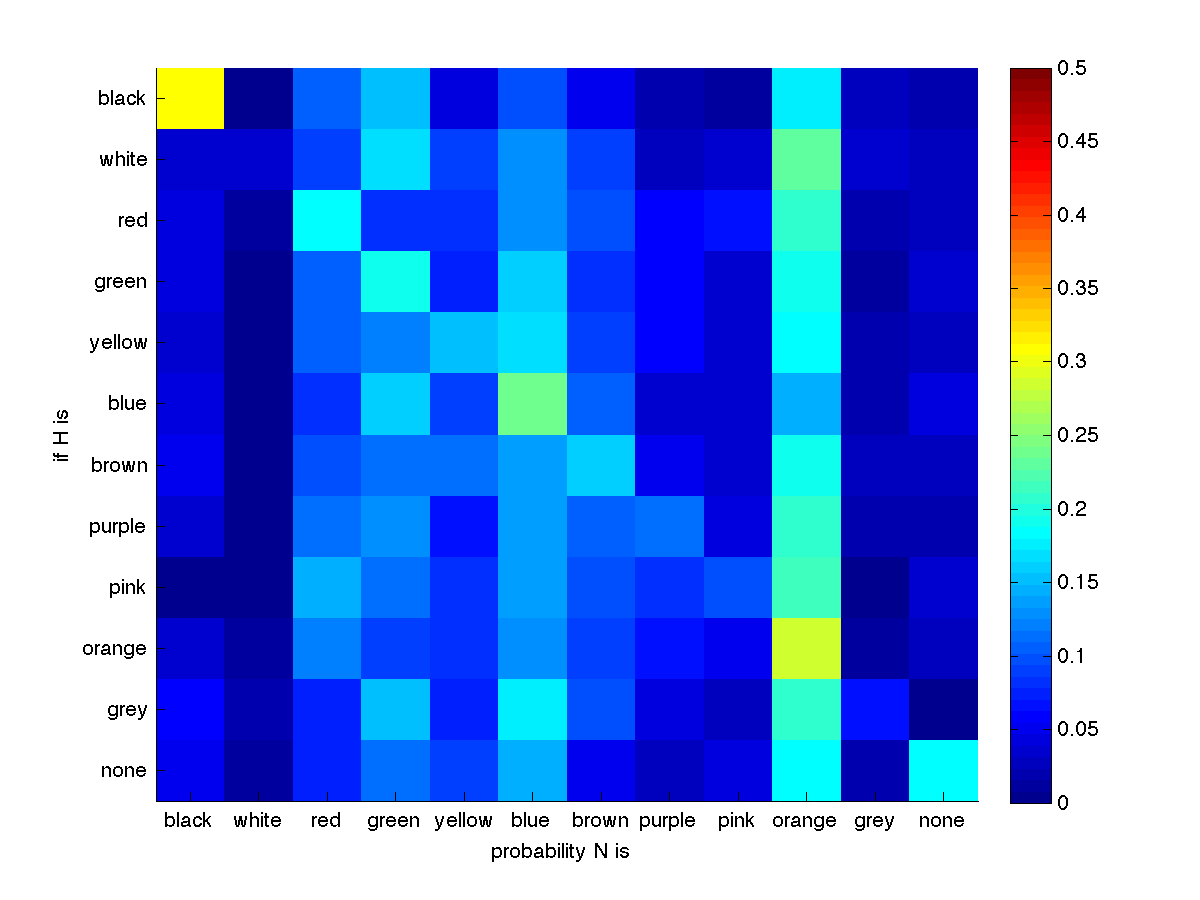 if H is
black
white
red
green
yellow
blue
brown
purple
pink
orange
grey
none
black white red green yellow blue brown purple pink orange grey none
probability N is
0.5
0.45
0.4
0.35
0.3
0.25
0.2
0.15
0.1
0.05
0